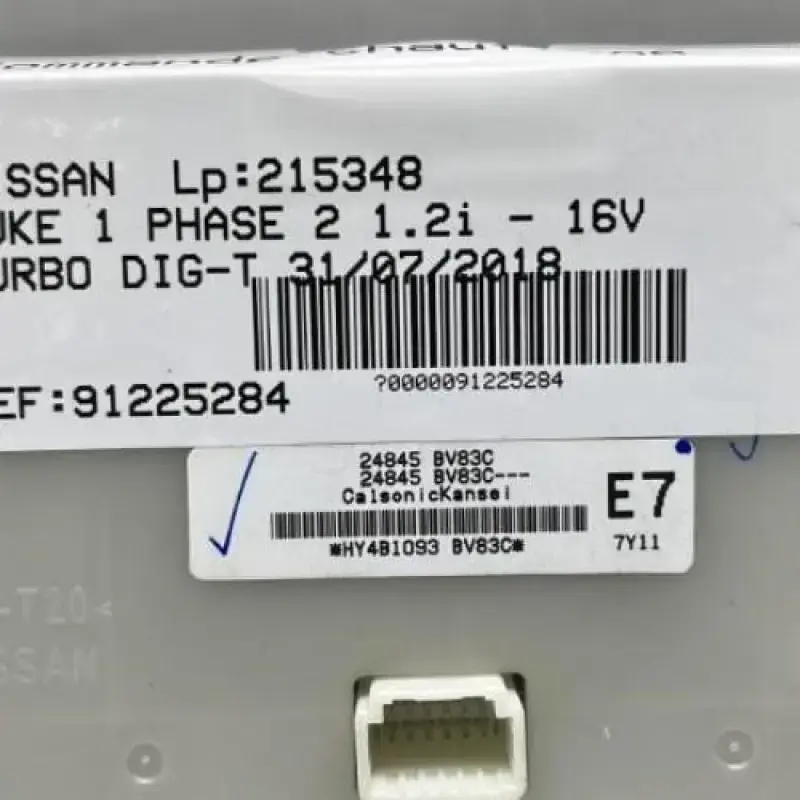 SSAN Lp:215348
UKE 1 PHASE 2 1.2i - 16V
URBO DIG-T 31/07/2018
?0000091225284
EF:91225284
24845 BV83C
24845 BV83C---
CalsonicKansei
E7
*HY4B1093 BV83C*
7Y11
-T20<
SSAN